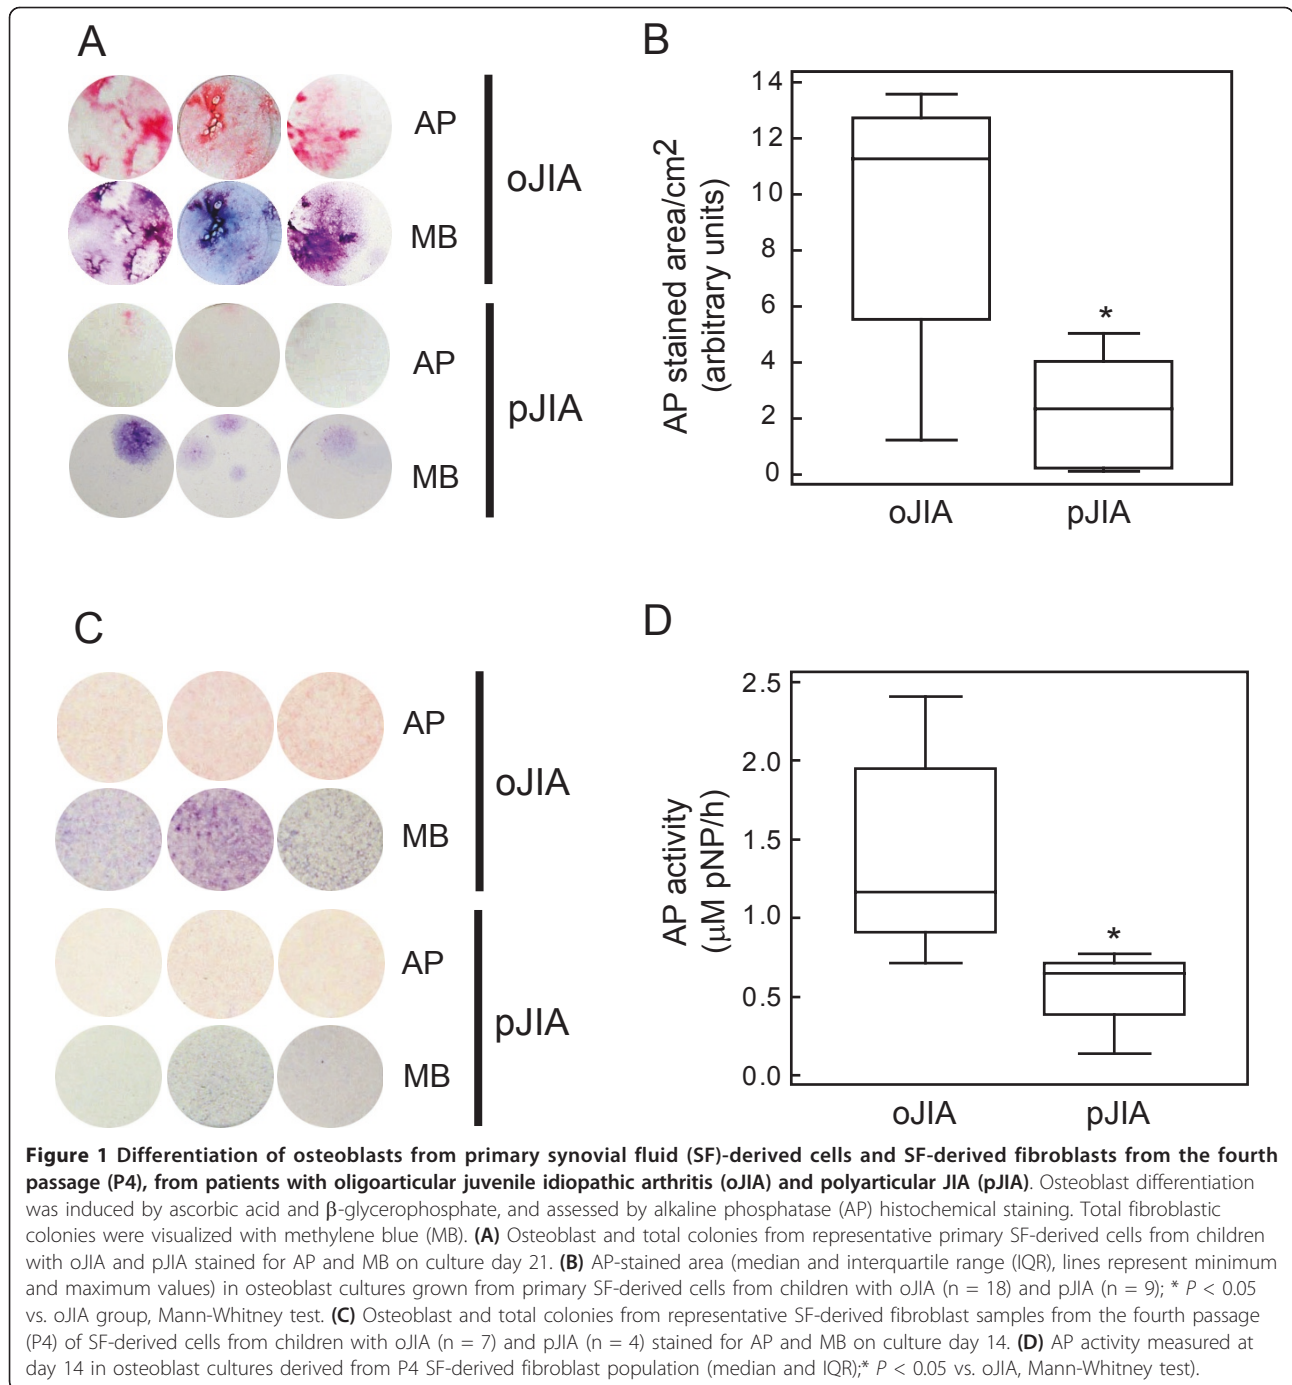 A
AP
oJIA
MB
AP
pJIA
MB
B
AP stained area/cm2
(arbitrary units)
14
12
10
8
6
4
2
0
*
oJIA
pJIA
C
AP
oJIA
MB
AP
pJIA
MB
D
AP activity
(μM pNP/h)
2.5
2.0
1.5
1.0
0.5
0.0
*
oJIA
pJIA
Figure 1 Differentiation of osteoblasts from primary synovial fluid (SF)-derived cells and SF-derived fibroblasts from the fourth
passage (P4), from patients with oligoarticular juvenile idiopathic arthritis (oJIA) and polyarticular JIA (pJIA). Osteoblast differentiation
was induced by ascorbic acid and β-glycerophosphate, and assessed by alkaline phosphatase (AP) histochemical staining. Total fibroblastic
colonies were visualized with methylene blue (MB). (A) Osteoblast and total colonies from representative primary SF-derived cells from children
with oJIA and pJIA stained for AP and MB on culture day 21. (B) AP-stained area (median and interquartile range (IQR), lines represent minimum
and maximum values) in osteoblast cultures grown from primary SF-derived cells from children with oJIA (n = 18) and pJIA (n = 9); * P < 0.05
vs. oJIA group, Mann-Whitney test. (C) Osteoblast and total colonies from representative SF-derived fibroblast samples from the fourth passage
(P4) of SF-derived cells from children with oJIA (n = 7) and pJIA (n = 4) stained for AP and MB on culture day 14. (D) AP activity measured at
day 14 in osteoblast cultures derived from P4 SF-derived fibroblast population (median and IQR);* P < 0.05 vs. oJIA, Mann-Whitney test).